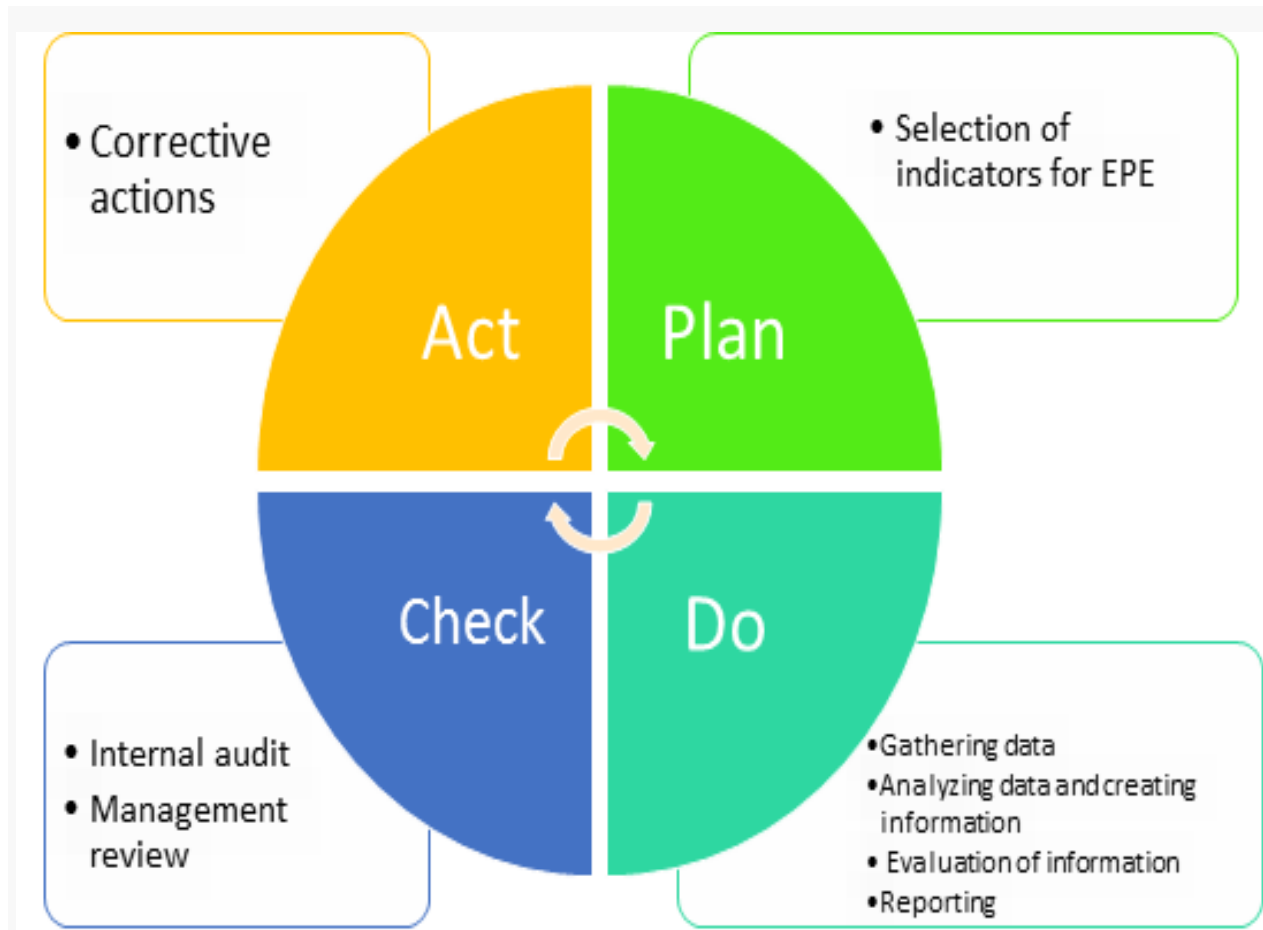 • Corrective
actions
• Selection of
indicators for EPE
Act
Plan
Check
Do
• Internal audit
• Management
review
•Gathering data
•Analyzing data and creating
information
• Evaluation of information
•Reporting